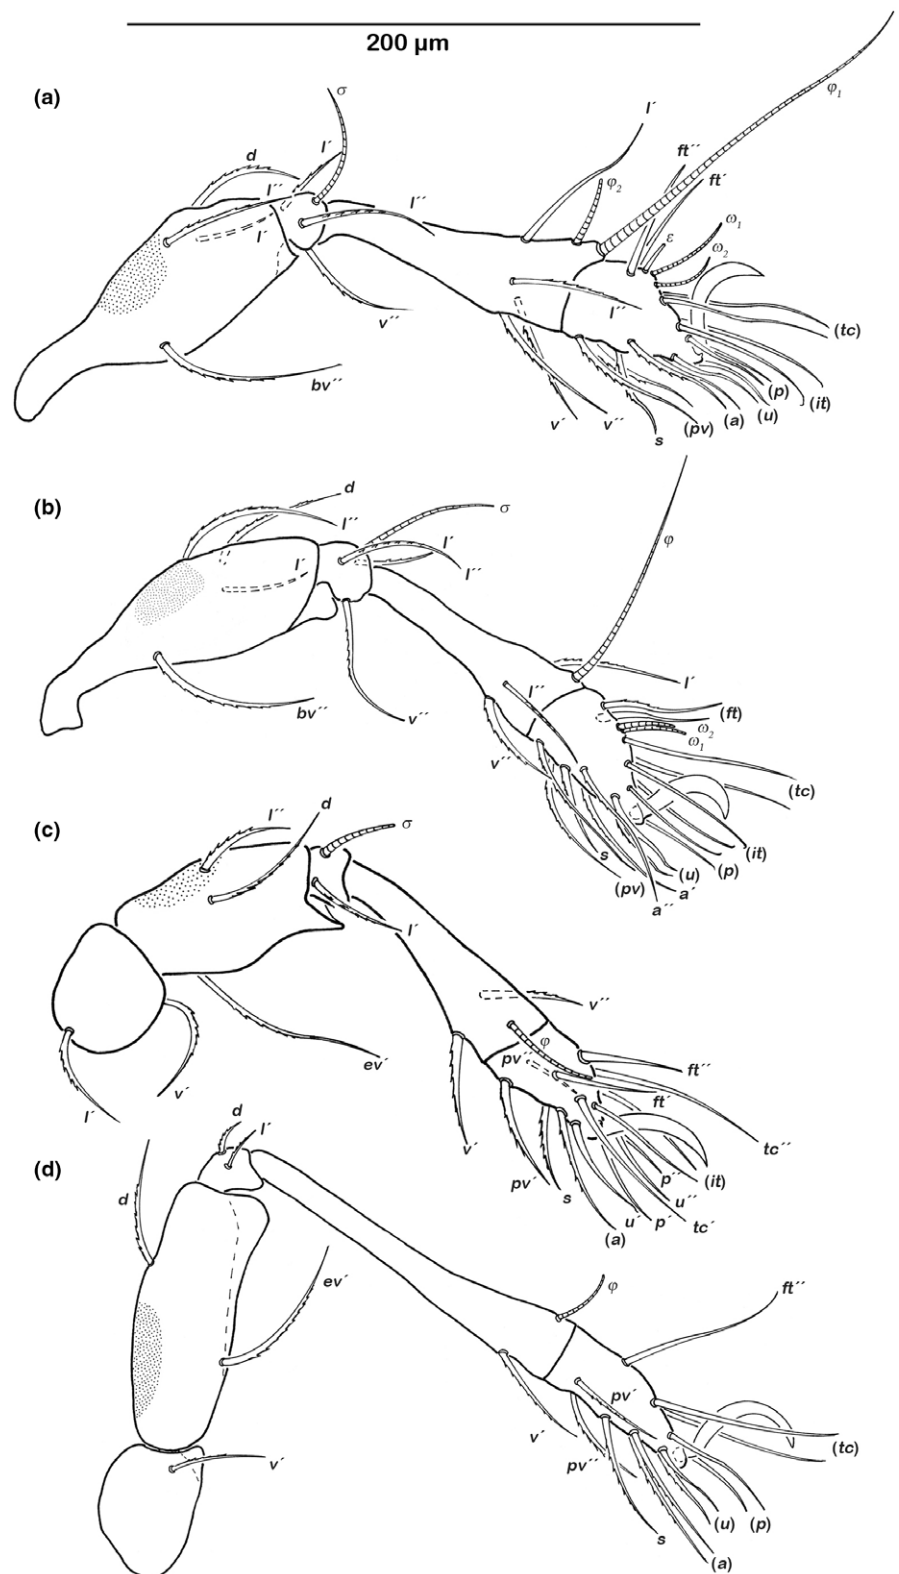 200 µm
(a)
σ
φ₁
l´
d
l´
ft´´
φ₂
ft´
l´´
l´´
ω₁
ε
ω₂
l´
l´´
v´´
(tc)
bv´´
(p)
(it)
(u)
(a)
v´
v´´
(pv)
s
(b)
d
σ
l´´
φ
l´
l´
l´´
l´´
l´
bv´´
v´´
(ft)
ω₂
ω₁
v´´
(tc)
s
(it)
(pv)
(u)
(p)
a´
a´´
(c)
l´´
d
σ
l´
v´´
ev´
φ
pv´´
ft´´
l´
v´
ft´
v´
tc´´
pv´
s
p´´
(it)
u´´
u´
p´
tc´
(a)
(d)
d
l´
d
ev´
φ
ft´´
pv´
v´
v´
(tc)
pv´´
(u)
(p)
s
(a)